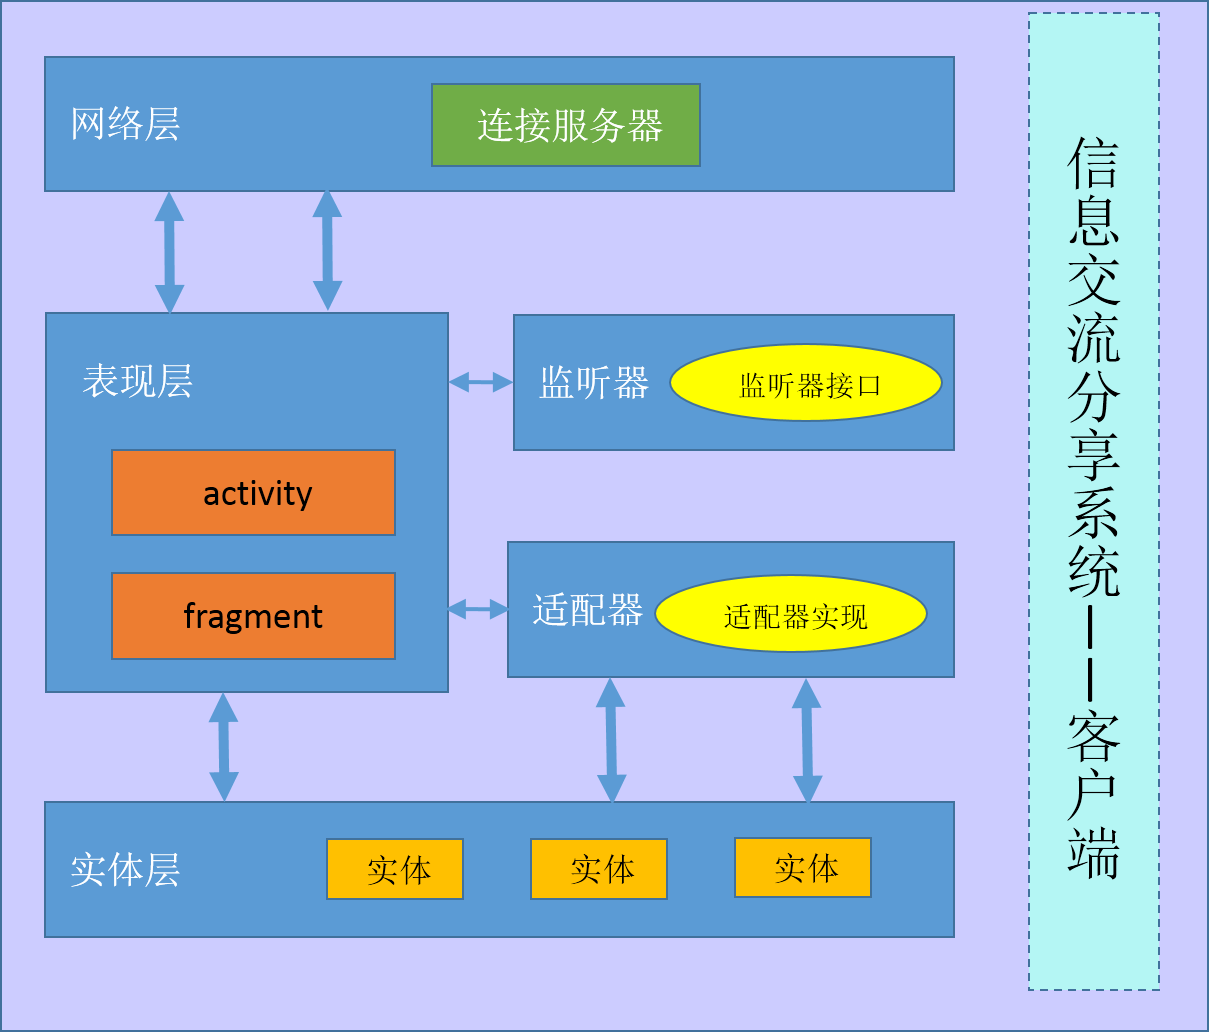 网络层
连接服务器
表现层
监听器
监听器接口
activity
fragment
适配器
适配器实现
实体层
实体
实体
实体
信息交流分享系统——客户端